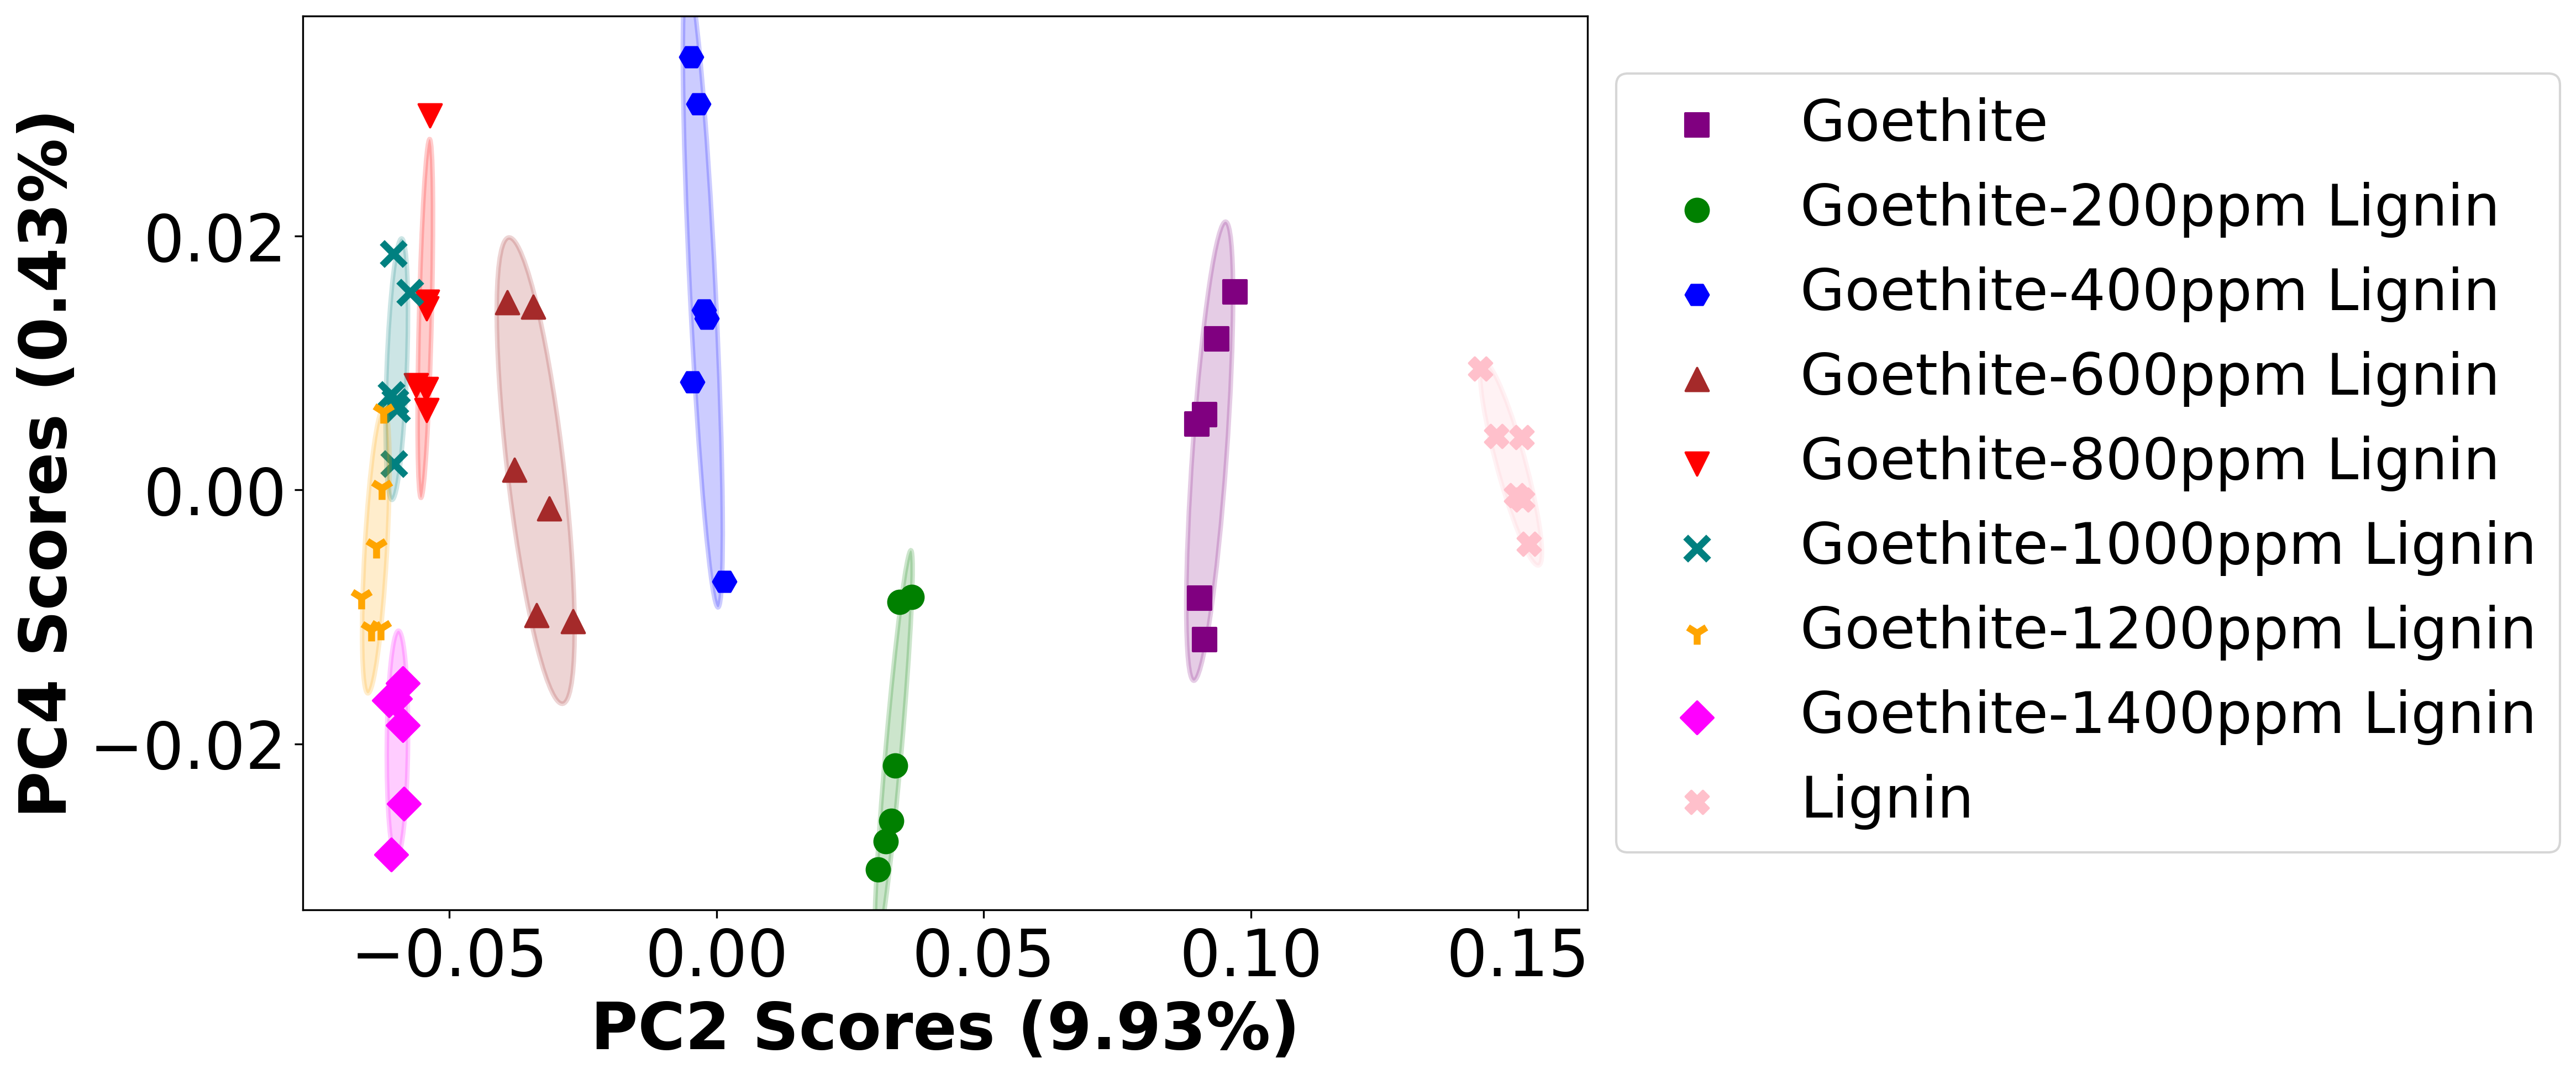 PC4 Scores (0.43%)
0.02
0.00
−0.02
−0.05
0.00
0.05
0.10
0.15
PC2 Scores (9.93%)
Goethite
Goethite-200ppm Lignin
Goethite-400ppm Lignin
Goethite-600ppm Lignin
Goethite-800ppm Lignin
Goethite-1000ppm Lignin
Goethite-1200ppm Lignin
Goethite-1400ppm Lignin
Lignin